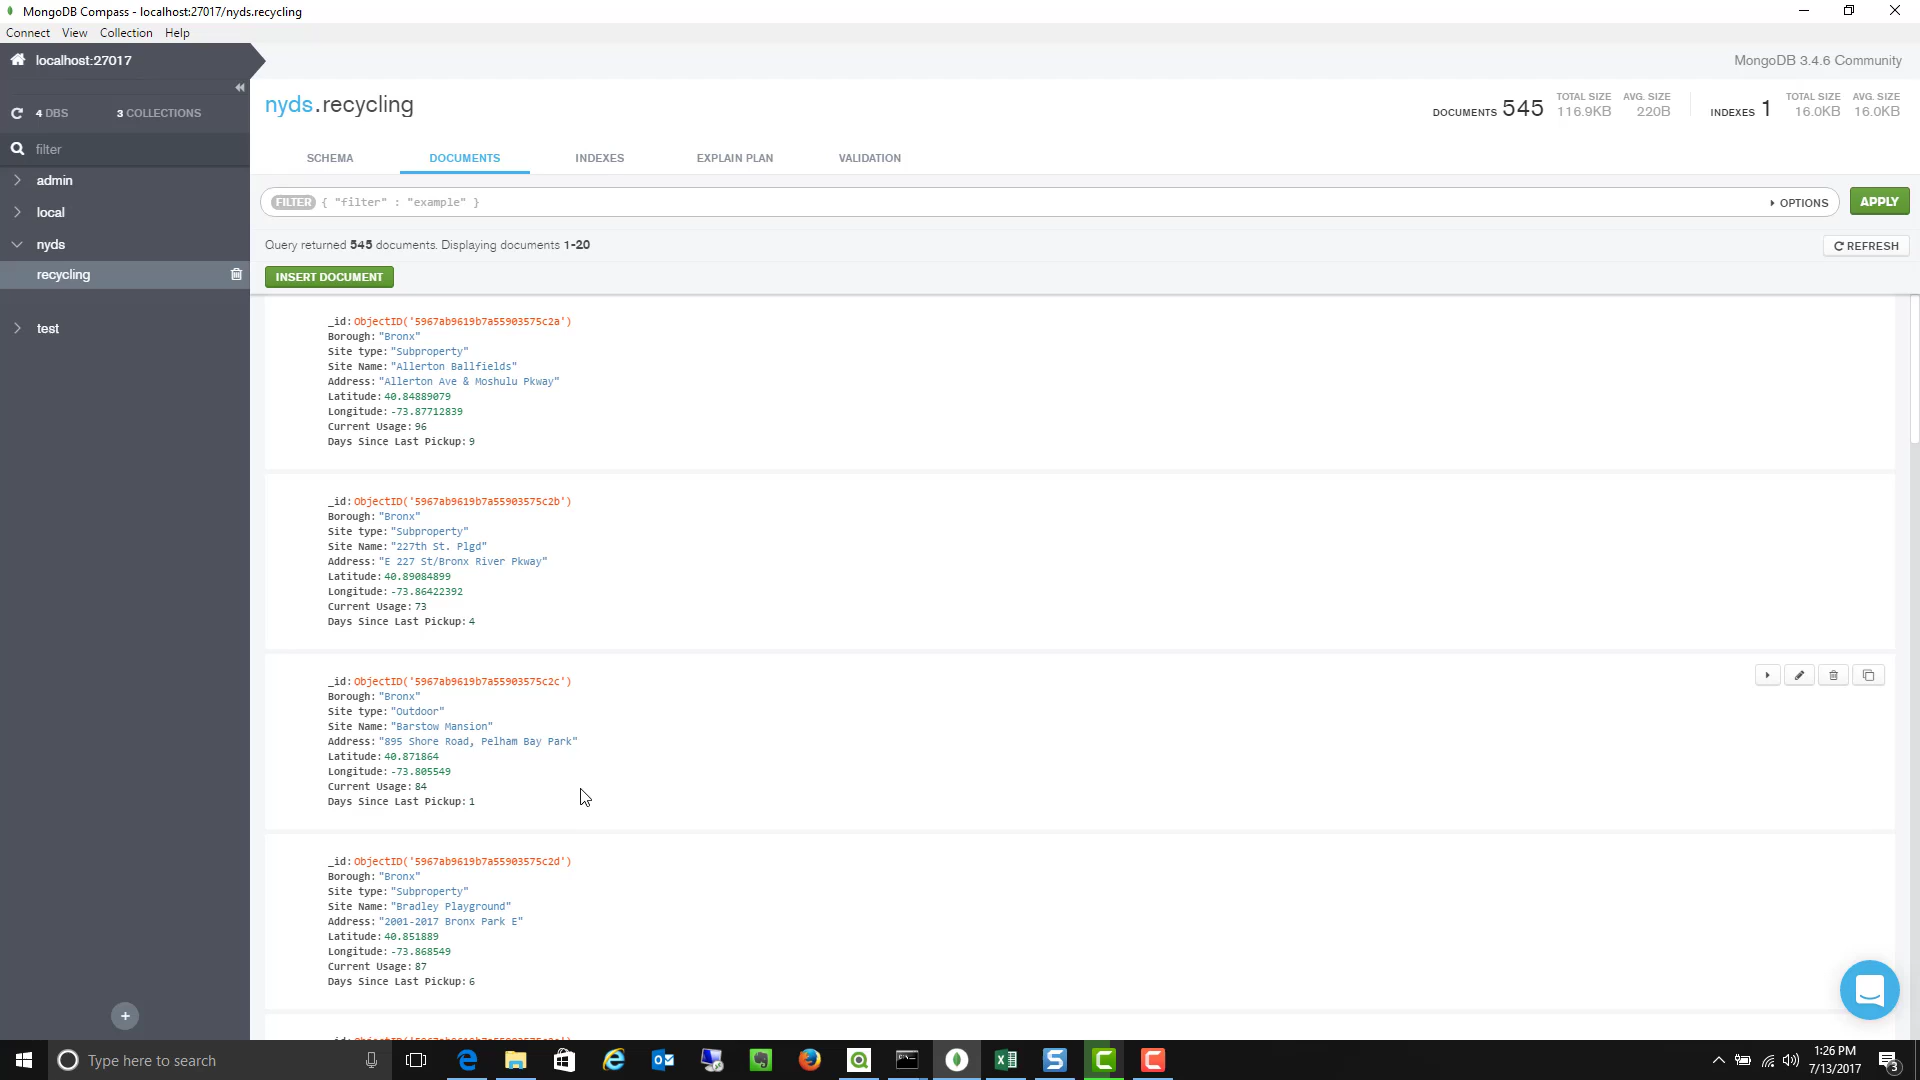 MongoDB Compass - localhost:27017/nyds.recycling
Connect View Collection Help
localhost:27017
MongoDB 3.4.6 Community
4 DBS 3 COLLECTIONS
filter
admin
local
nyds
recycling
test
nyds.recycling
DOCUMENTS 545 TOTAL SIZE 116.9KB AVG. SIZE 220B INDEXES 1 TOTAL SIZE 16.0KB AVG. SIZE 16.0KB
SCHEMA DOCUMENTS INDEXES EXPLAIN PLAN VALIDATION
FILTER { "filter" : "example" } OPTIONS APPLY
Query returned 545 documents. Displaying documents 1-20 REFRESH
INSERT DOCUMENT
_id: ObjectID('5967ab9619b7a55903575c2a')
Borough: "Bronx"
Site type: "Subproperty"
Site Name: "Allerton Ballfields"
Address: "Allerton Ave & Moshulu Pkway"
Latitude: 40.84889079
Longitude: -73.87712839
Current Usage: 96
Days Since Last Pickup: 9
_id: ObjectID('5967ab9619b7a55903575c2b')
Borough: "Bronx"
Site type: "Subproperty"
Site Name: "227th St. Plgd"
Address: "E 227 St/Bronx River Pkway"
Latitude: 40.89084899
Longitude: -73.86422392
Current Usage: 73
Days Since Last Pickup: 4
_id: ObjectID('5967ab9619b7a55903575c2c')
Borough: "Bronx"
Site type: "Outdoor"
Site Name: "Barstow Mansion"
Address: "895 Shore Road, Pelham Bay Park"
Latitude: 40.871864
Longitude: -73.805549
Current Usage: 84
Days Since Last Pickup: 1
_id: ObjectID('5967ab9619b7a55903575c2d')
Borough: "Bronx"
Site type: "Subproperty"
Site Name: "Bradley Playground"
Address: "2001-2017 Bronx Park E"
Latitude: 40.851889
Longitude: -73.868549
Current Usage: 87
Days Since Last Pickup: 6
Type here to search
1:26 PM
7/13/2017
3